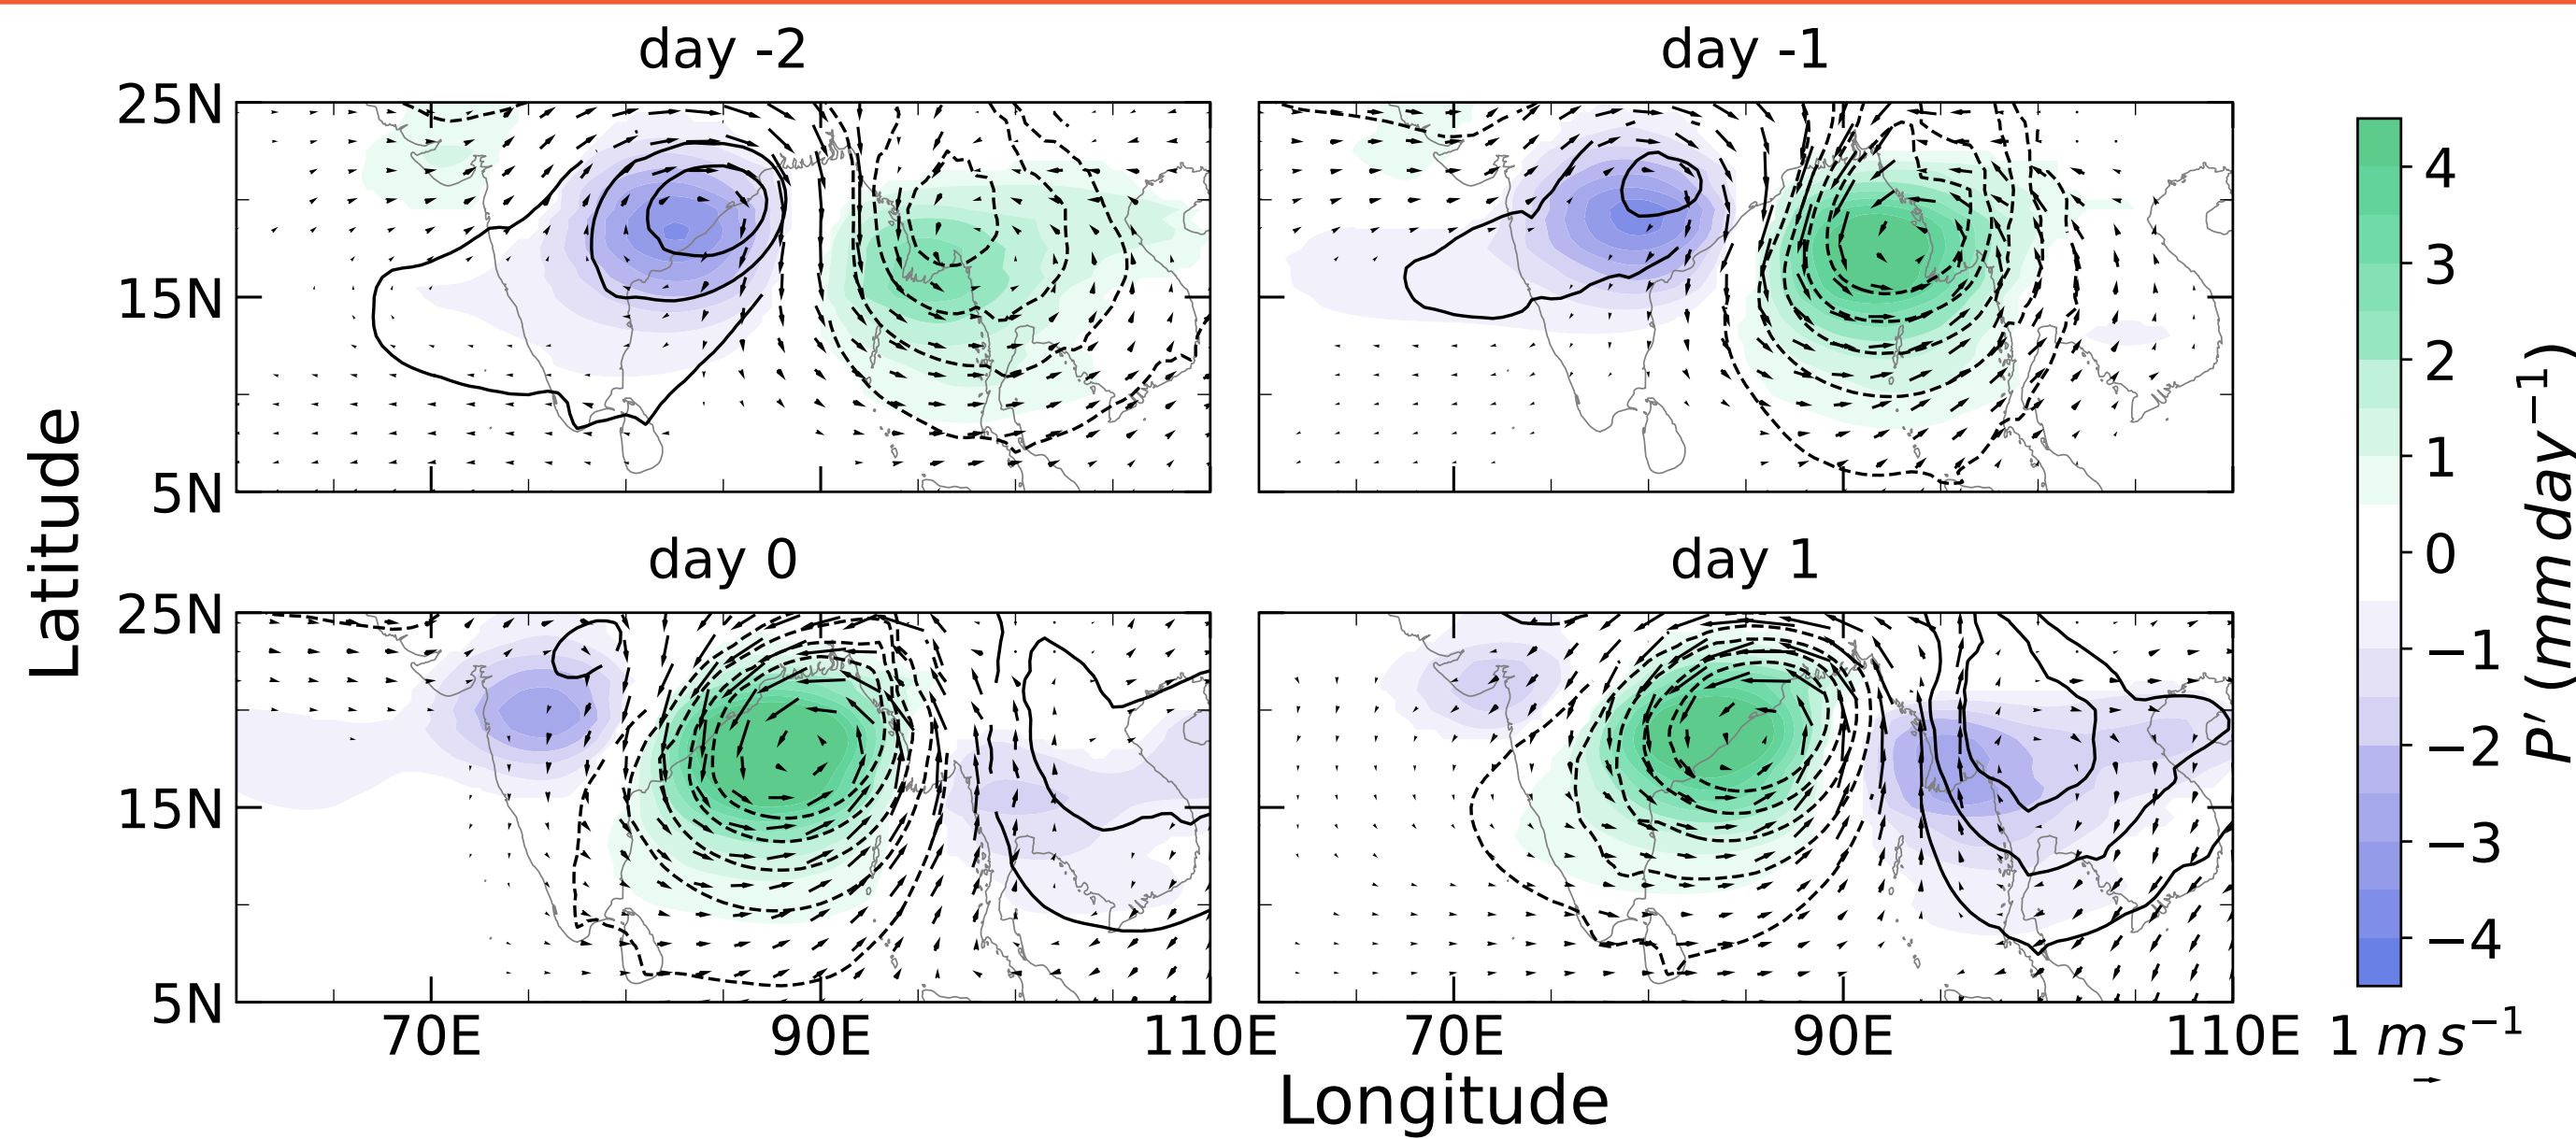 day -2
day -1
25N
15N
5N
day 0
day 1
25N
15N
5N
70E
90E
110E
70E
90E
110E
Latitude
Longitude
4
3
2
1
0
−1
−2
−3
−4
P′ (mm day⁻¹)
1 m s⁻¹